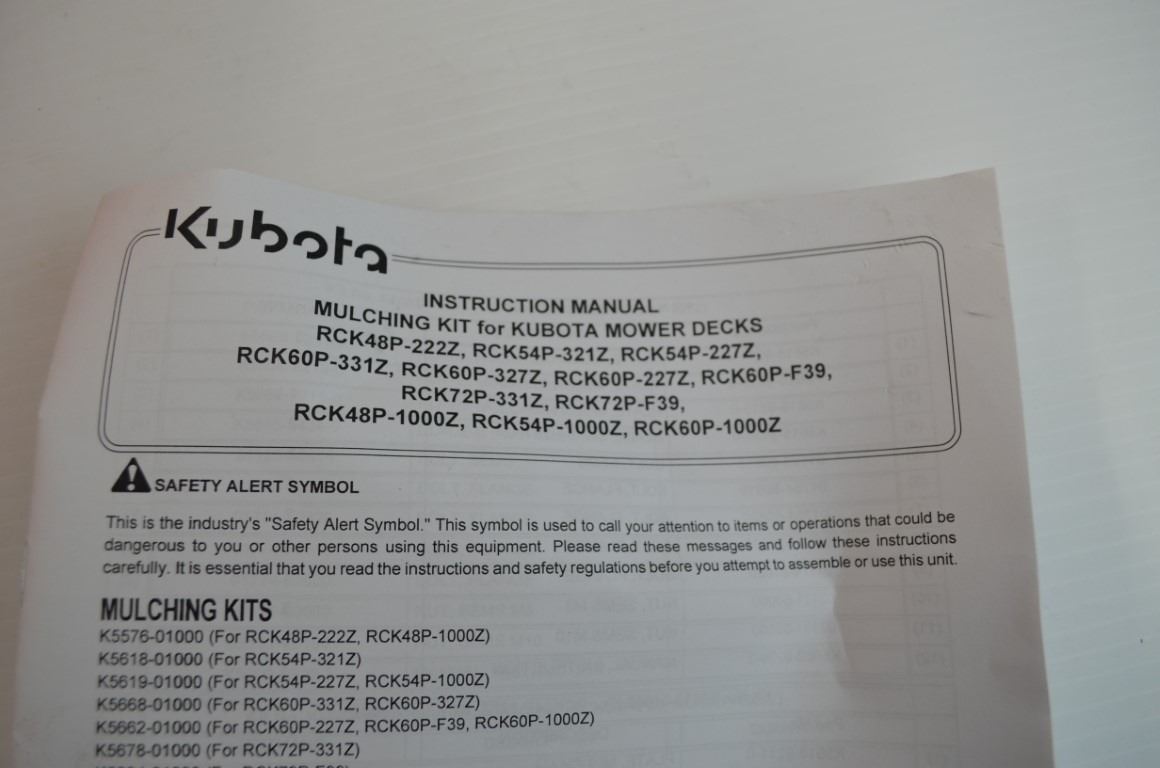 Kubota
INSTRUCTION MANUAL
MULCHING KIT for KUBOTA MOWER DECKS
RCK48P-222Z, RCK54P-321Z, RCK54P-227Z,
RCK60P-331Z, RCK60P-327Z, RCK60P-227Z, RCK60P-F39,
RCK72P-331Z, RCK72P-F39,
RCK48P-1000Z, RCK54P-1000Z, RCK60P-1000Z
SAFETY ALERT SYMBOL
This is the industry's "Safety Alert Symbol." This symbol is used to call your attention to items or operations that could be
dangerous to you or other persons using this equipment. Please read these messages and follow these instructions
carefully. It is essential that you read the instructions and safety regulations before you attempt to assemble or use this unit.
MULCHING KITS
K5576-01000 (For RCK48P-222Z, RCK48P-1000Z)
K5618-01000 (For RCK54P-321Z)
K5619-01000 (For RCK54P-227Z, RCK54P-1000Z)
K5668-01000 (For RCK60P-331Z, RCK60P-327Z)
K5662-01000 (For RCK60P-227Z, RCK60P-F39, RCK60P-1000Z)
K5678-01000 (For RCK72P-331Z)